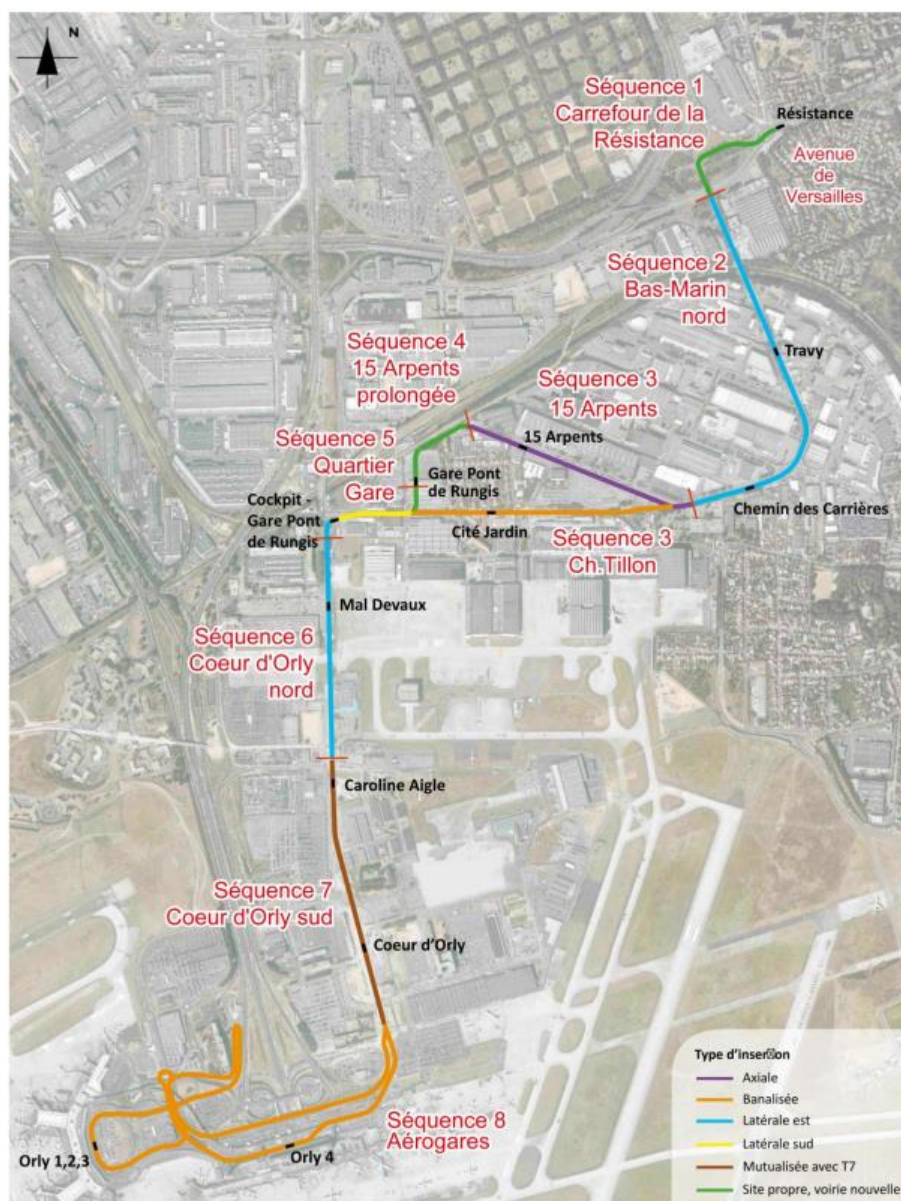 N
Séquence 1
Carrefour de la
Résistance
Résistance
Avenue
de
Versailles
Séquence 2
Bas-Marin
nord
Travy
Séquence 4
15 Arpents
prolongée
Séquence 3
15 Arpents
15 Arpents
Séquence 5
Quartier
Gare
Gare Pont
de Rungis
Cockpit -
Gare Pont
de Rungis
Cité Jardin
Chemin des Carrières
Séquence 3
Ch.Tillon
Mal Devaux
Séquence 6
Coeur d'Orly
nord
Caroline Aigle
Séquence 7
Coeur d'Orly sud
Coeur d'Orly
Séquence 8
Aérogares
Orly 1,2,3
Orly 4
Type d'inser⍰on
Axiale
Banalisée
Latérale est
Latérale sud
Mutualisée avec T7
Site propre, voirie nouvelle